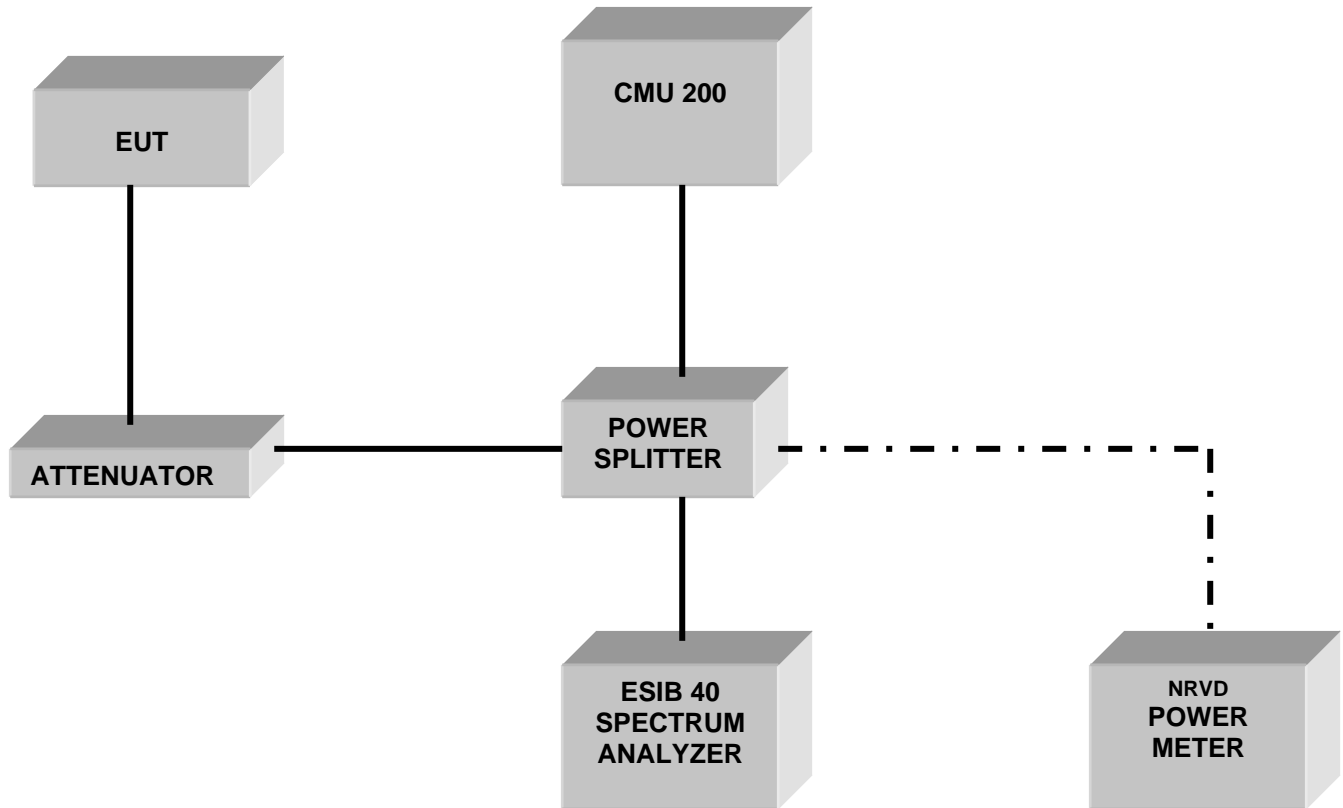 EUT
CMU 200
ATTENUATOR
POWER
SPLITTER
ESIB 40
SPECTRUM
ANALYZER
NRVD
POWER
METER